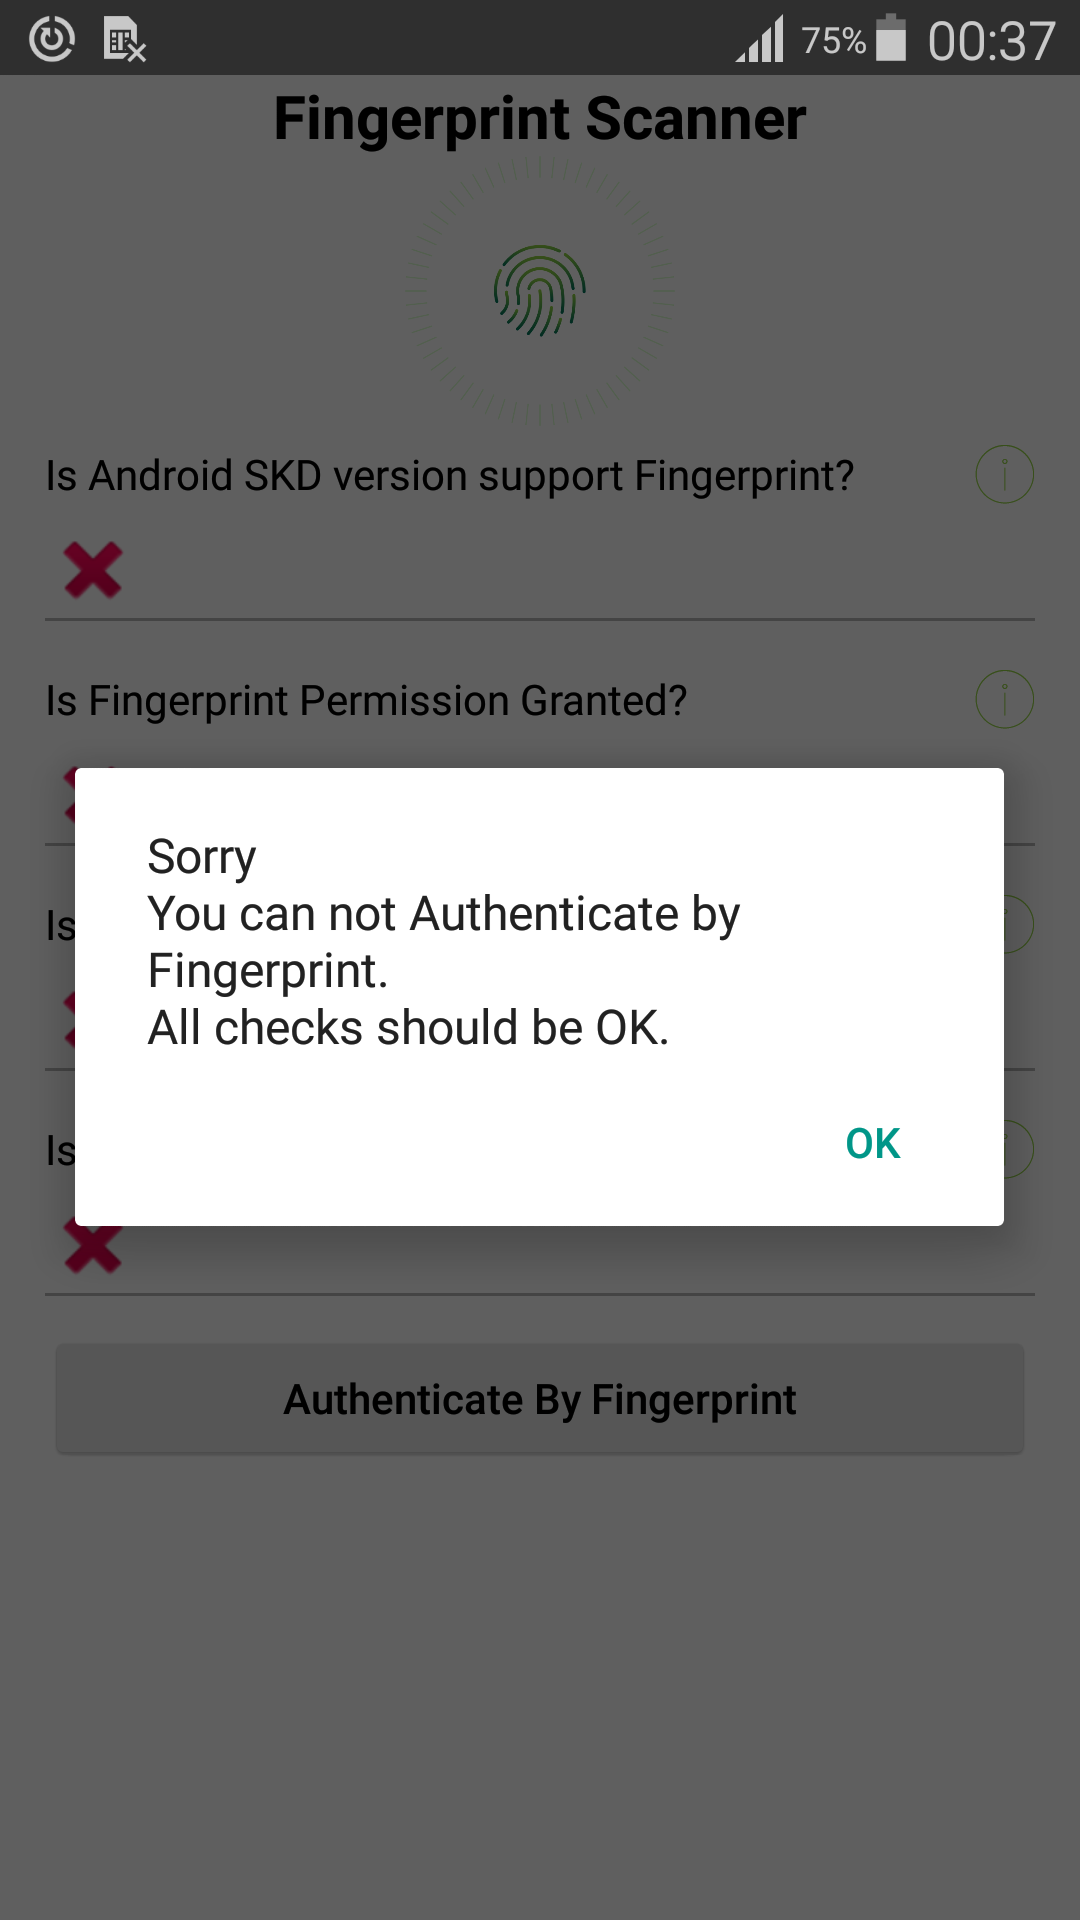 75% 00:37
Fingerprint Scanner
Is Android SKD version support Fingerprint?
Is Fingerprint Permission Granted?
Is
Is
Sorry
You can not Authenticate by
Fingerprint.
All checks should be OK.
OK
Authenticate By Fingerprint